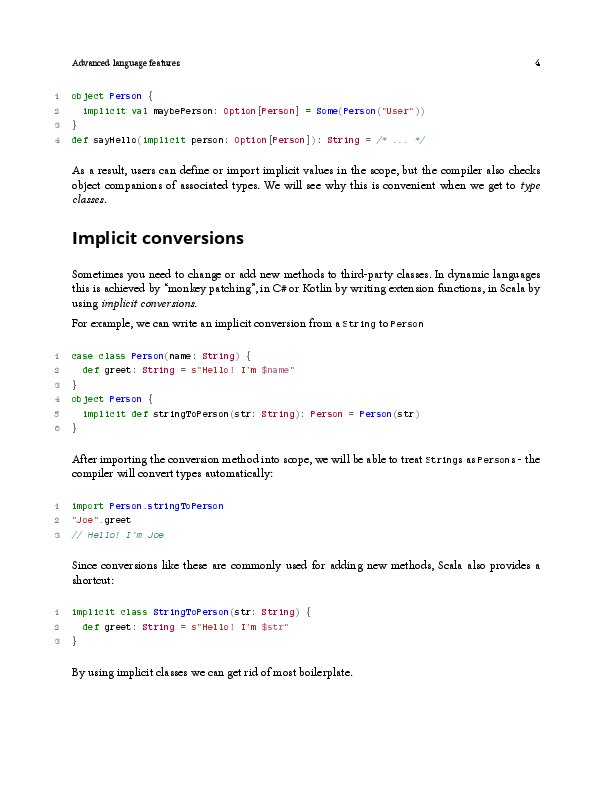 Advanced language features 4
1 object Person {
2   implicit val maybePerson: Option[Person] = Some(Person("User"))
3 }
4 def sayHello(implicit person: Option[Person]): String = /* ... */
As a result, users can define or import implicit values in the scope, but the compiler also checks
object companions of associated types. We will see why this is convenient when we get to type
classes.
Implicit conversions
Sometimes you need to change or add new methods to third-party classes. In dynamic languages
this is achieved by “monkey patching”, in C# or Kotlin by writing extension functions, in Scala by
using implicit conversions.
For example, we can write an implicit conversion from a String to Person
1 case class Person(name: String) {
2   def greet: String = s"Hello! I'm $name"
3 }
4 object Person {
5   implicit def stringToPerson(str: String): Person = Person(str)
6 }
After importing the conversion method into scope, we will be able to treat Strings as Persons - the
compiler will convert types automatically:
1 import Person.stringToPerson
2 "Joe".greet
3 // Hello! I'm Joe
Since conversions like these are commonly used for adding new methods, Scala also provides a
shortcut:
1 implicit class StringToPerson(str: String) {
2   def greet: String = s"Hello! I'm $str"
3 }
By using implicit classes we can get rid of most boilerplate.